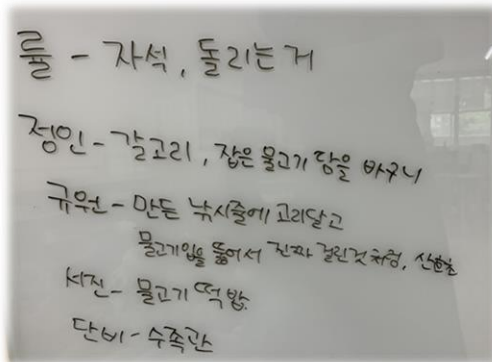 룰 - 자석, 돌리는거
정인 - 갈고리, 잡은 물고기 담을 바구니
규원 - 만든 낚시줄에 고리달고
물고기입을 뚫어서 진짜 걸린것 처럼,
서진 - 물고기 떡밥
단비 - 수족관